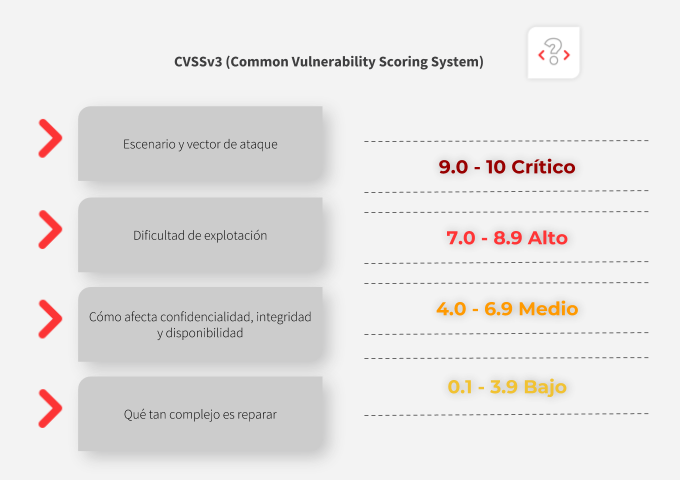 CVSSv3 (Common Vulnerability Scoring System)
Escenario y vector de ataque
Dificultad de explotación
Cómo afecta confidencialidad, integridad
y disponibilidad
Qué tan complejo es reparar
9.0 - 10 Crítico
7.0 - 8.9 Alto
4.0 - 6.9 Medio
0.1 - 3.9 Bajo